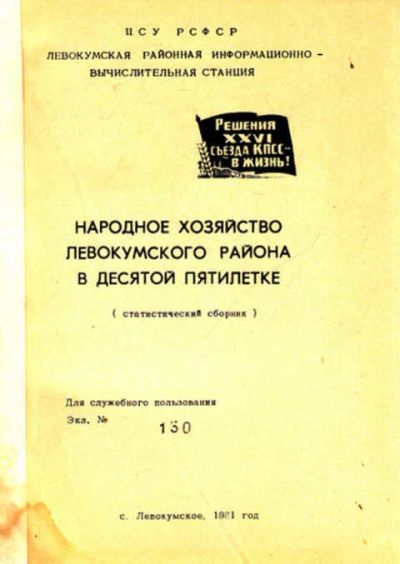 ЦСУ РСФСР
ЛЕВОКУМСКАЯ РАЙОННАЯ ИНФОРМАЦИОННО -
ВЫЧИСЛИТЕЛЬНАЯ СТАНЦИЯ
РЕШЕНИЯ
XXVI
СЪЕЗДА КПСС-
В ЖИЗНЬ!
НАРОДНОЕ ХОЗЯЙСТВО
ЛЕВОКУМСКОГО РАЙОНА
В ДЕСЯТОЙ ПЯТИЛЕТКЕ
( статистический сборник )
Для служебного пользования
Экз. № 150
с. Левокумское, 1981 год